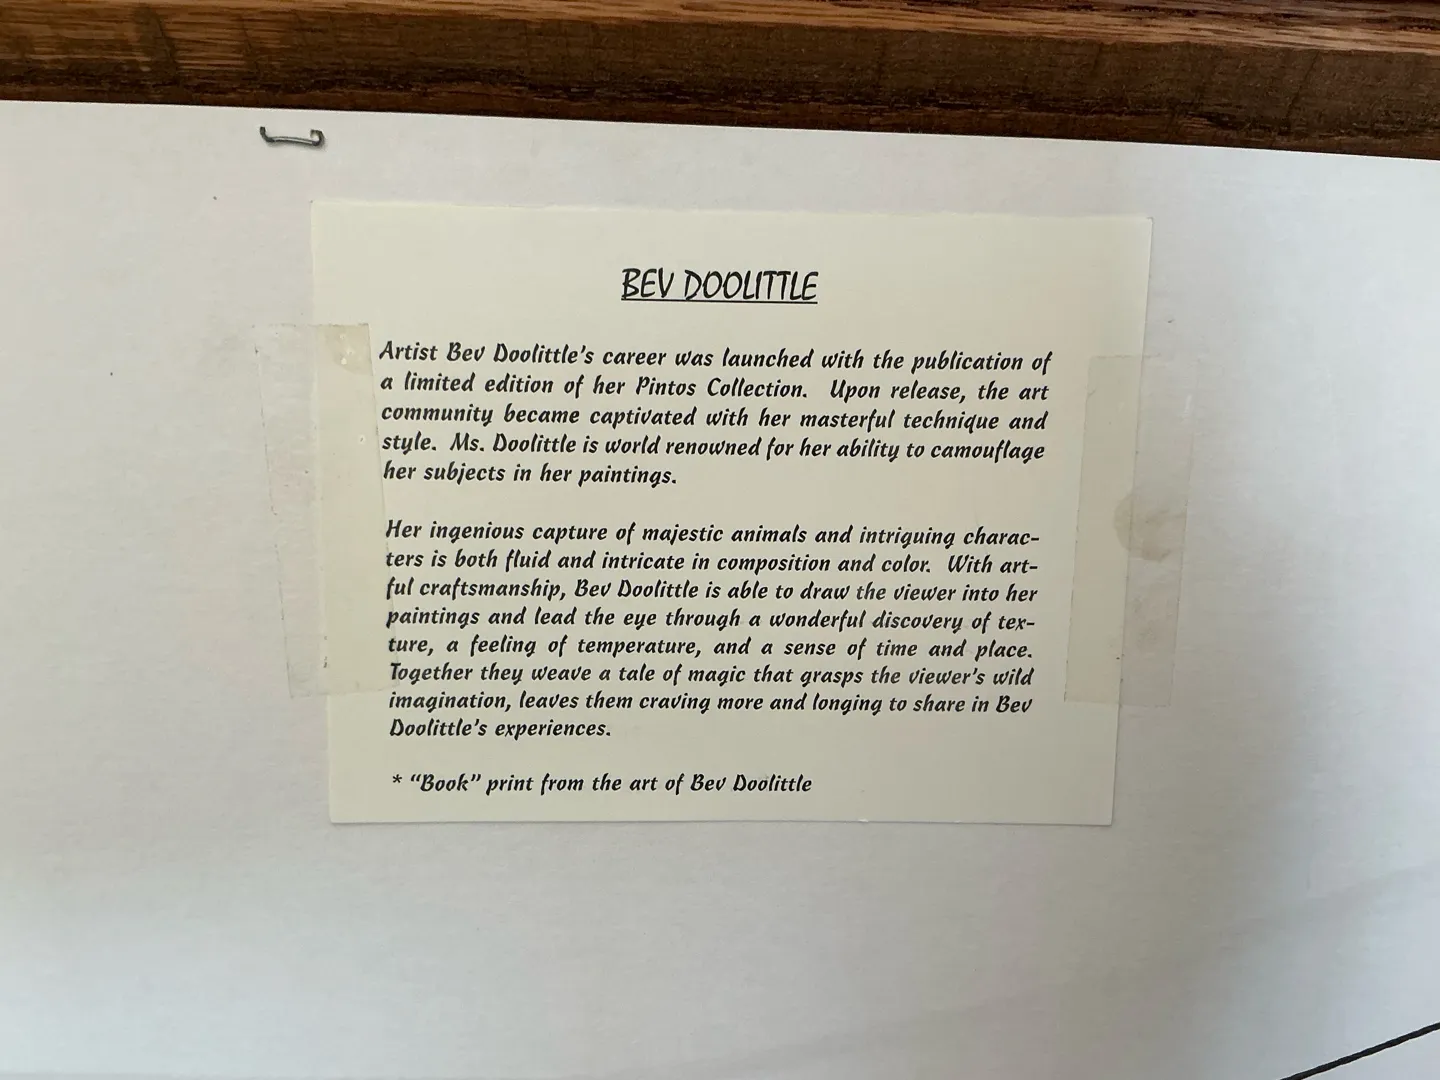 BEV DOOLITTLE
Artist Bev Doolittle's career was launched with the publication of
a limited edition of her Pintos Collection.  Upon release, the art
community became captivated with her masterful technique and
style.  Ms. Doolittle is world renowned for her ability to camouflage
her subjects in her paintings.
Her ingenious capture of majestic animals and intriguing charac-
ters is both fluid and intricate in composition and color.  With art-
ful craftsmanship, Bev Doolittle is able to draw the viewer into her
paintings and lead the eye through a wonderful discovery of tex-
ture, a feeling of temperature, and a sense of time and place.
Together they weave a tale of magic that grasps the viewer's wild
imagination, leaves them craving more and longing to share in Bev
Doolittle's experiences.
* “Book” print from the art of Bev Doolittle